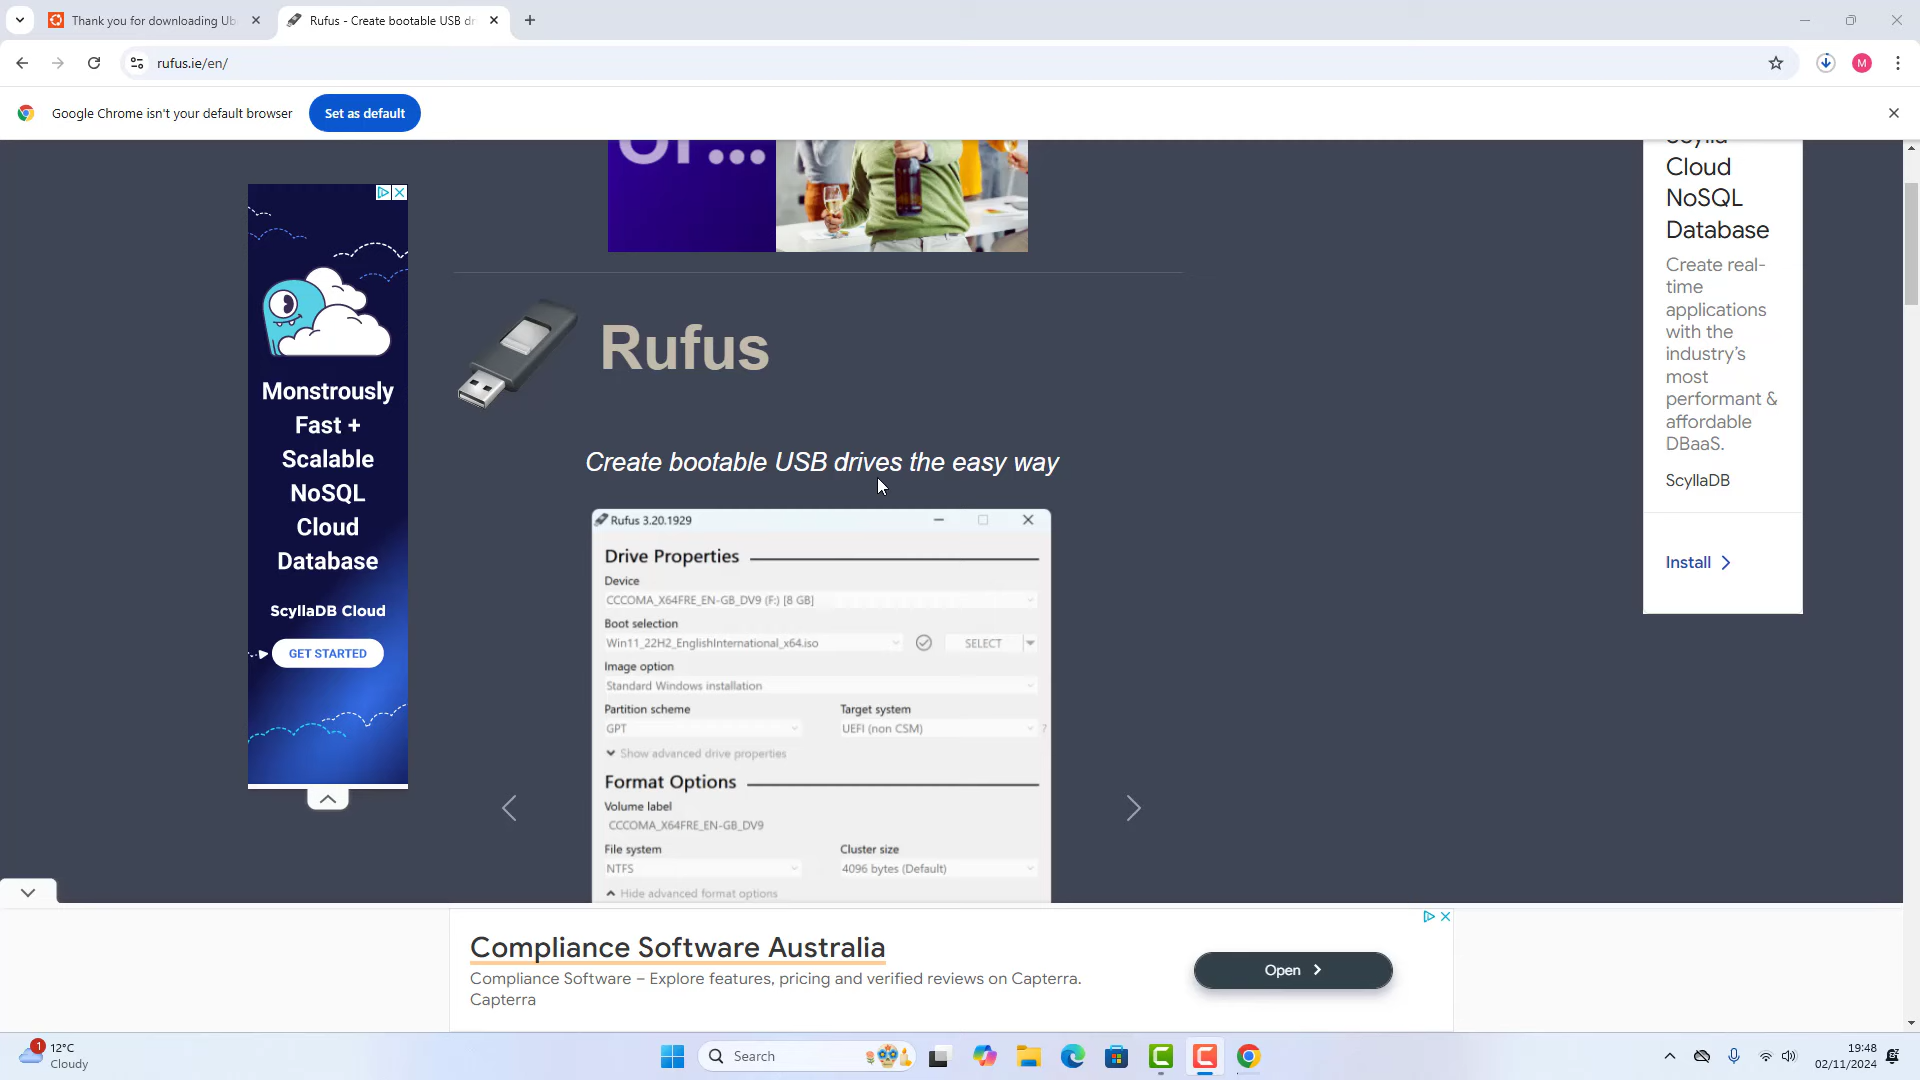 Thank you for downloading Ub
Rufus - Create bootable USB dr
rufus.ie/en/
M
Google Chrome isn't your default browser
Set as default
Monstrously
Fast +
Scalable
NoSQL
Cloud
Database
ScyllaDB Cloud
GET STARTED
Rufus
Create bootable USB drives the easy way
Rufus 3.20.1929
Drive Properties
Device
CCCOMA_X64FRE_EN-GB_DV9 (F:) [8 GB]
Boot selection
Win11_22H2_EnglishInternational_x64.iso
SELECT
Image option
Standard Windows installation
Partition scheme
Target system
GPT
UEFI (non CSM)
?
Show advanced drive properties
Format Options
Volume label
CCCOMA_X64FRE_EN-GB_DV9
File system
Cluster size
NTFS
4096 bytes (Default)
Hide advanced format options
Cloud
NoSQL
Database
Create real-
time
applications
with the
industry's
most
performant &
affordable
DBaaS.
ScyllaDB
Install
Compliance Software Australia
Compliance Software – Explore features, pricing and verified reviews on Capterra.
Capterra
Open
1
12°C
Cloudy
Search
19:48
02/11/2024